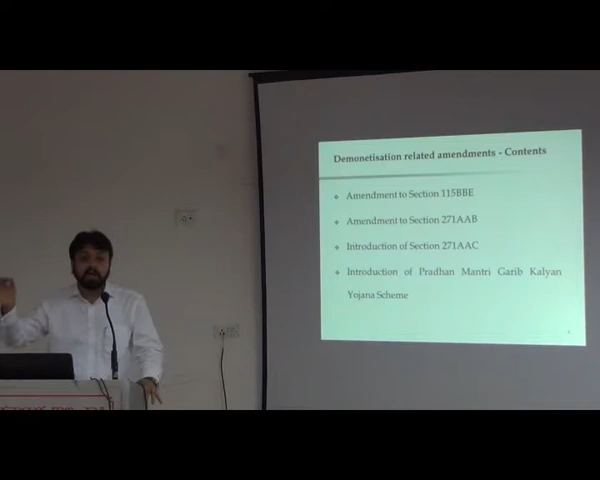 Demonetisation related amendments - Contents
Amendment to Section 115BBE
Amendment to Section 271AAB
Introduction of Section 271AAC
Introduction of Pradhan Mantri Garib Kalyan
Yojana Scheme